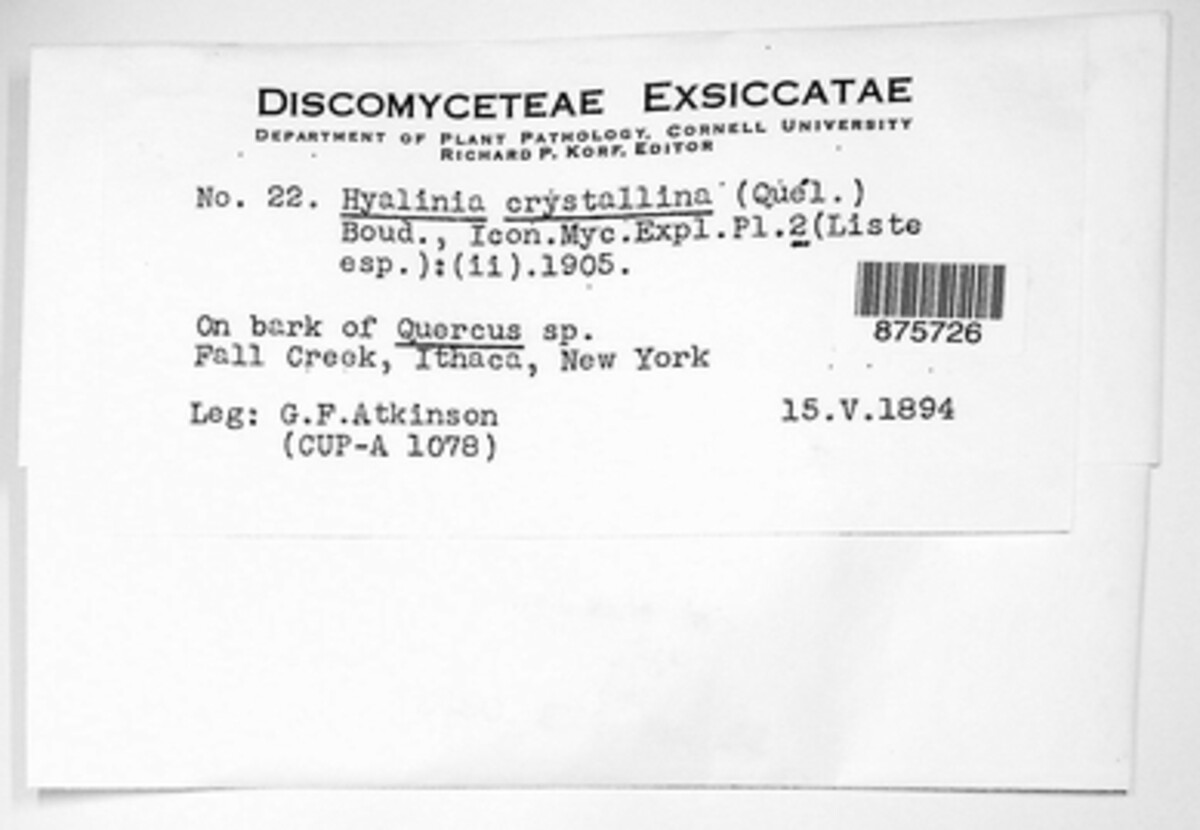 DISCOMYCETEAE EXSICCATAE
DEPARTMENT OF PLANT PATHOLOGY, CORNELL UNIVERSITY
RICHARD P. KORF, EDITOR
No. 22. Hyalinia crystallina (Quél.)
Boud., Icon.Myc.Expl.Pl.2(Liste
esp.):(ii).1905.
875726
On bark of Quercus sp.
Fall Creek, Ithaca, New York
Leg: G.F.Atkinson 15.V.1894
(CUP-A 1078)